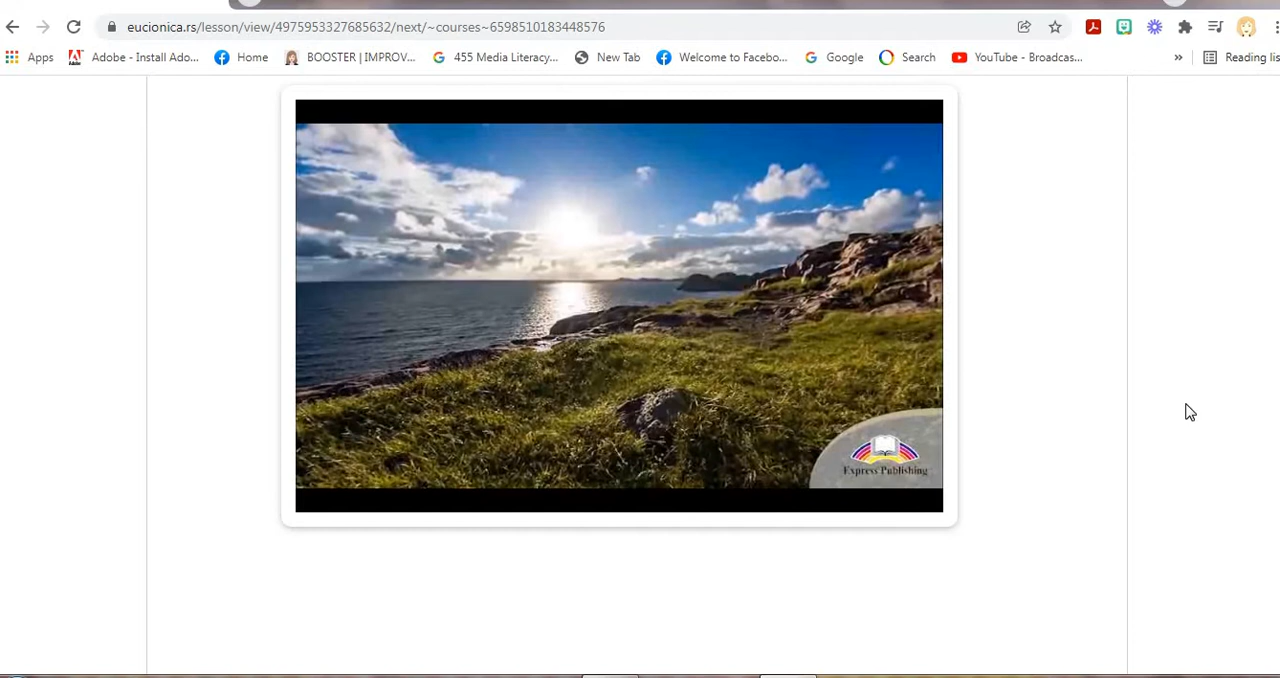 eucionica.rs/lesson/view/4975953327685632/next/~courses~6598510183448576
Apps Adobe - Install Ado... Home BOOSTER | IMPROV... 455 Media Literacy... New Tab Welcome to Facebo... Google Search YouTube - Broadcas... » Reading list
Express Publishing